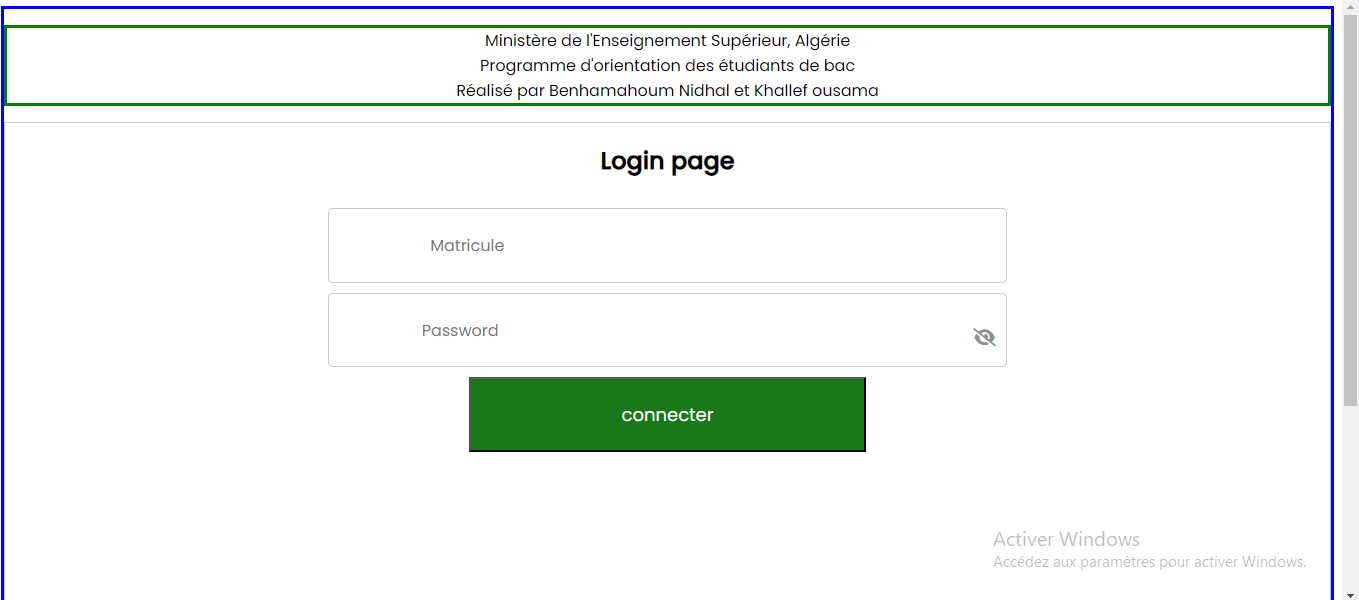 Ministère de l'Enseignement Supérieur, Algérie
Programme d'orientation des étudiants de bac
Réalisé par Benhamahoum Nidhal et Khallef ousama
Login page
Matricule
Password
connecter
Activer Windows
Accédez aux paramètres pour activer Windows.